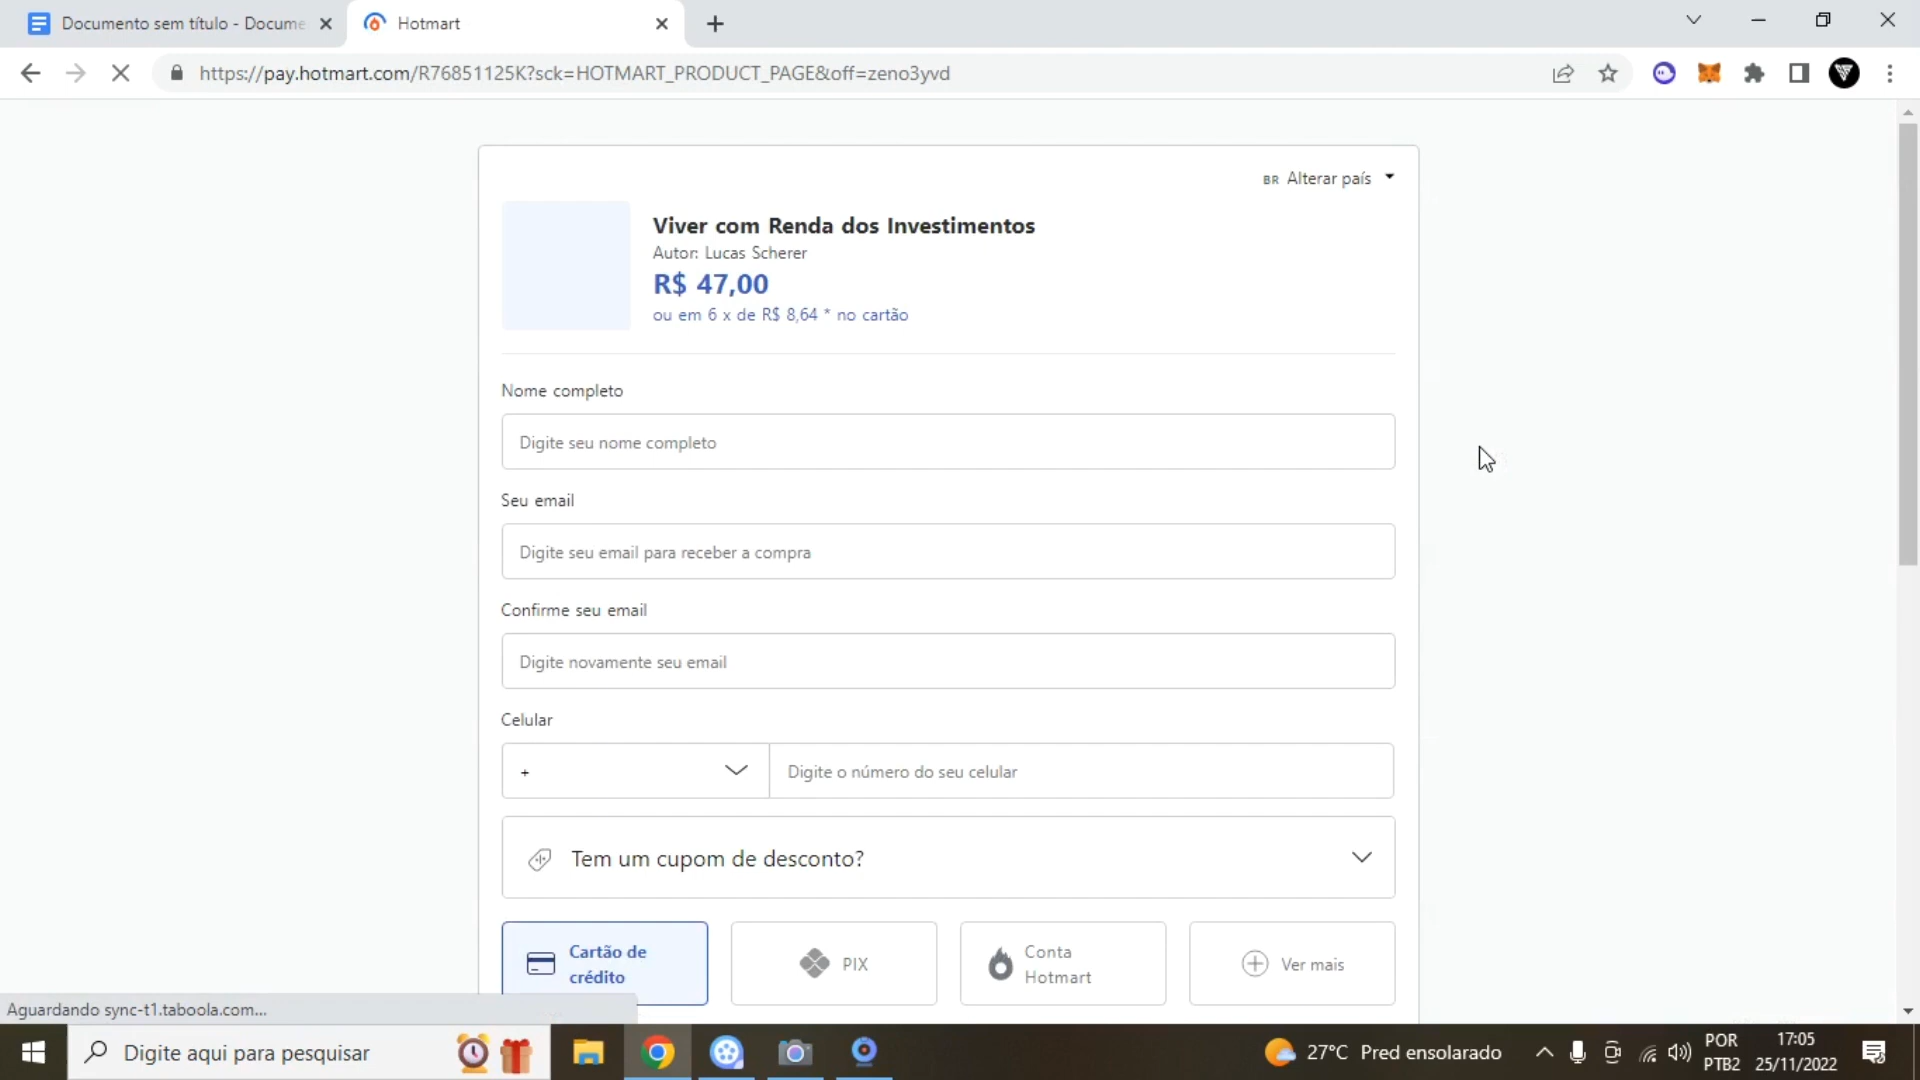 Documento sem título - Docume
Hotmart
https://pay.hotmart.com/R76851125K?sck=HOTMART_PRODUCT_PAGE&off=zeno3yvd
BR Alterar país
Viver com Renda dos Investimentos
Autor: Lucas Scherer
R$ 47,00
ou em 6 x de R$ 8,64 * no cartão
Nome completo
Digite seu nome completo
Seu email
Digite seu email para receber a compra
Confirme seu email
Digite novamente seu email
Celular
+
Digite o número do seu celular
Tem um cupom de desconto?
Cartão de
crédito
PIX
Conta
Hotmart
Ver mais
Aguardando sync-t1.taboola.com...
Digite aqui para pesquisar
27°C Pred ensolarado
POR
PTB2
17:05
25/11/2022